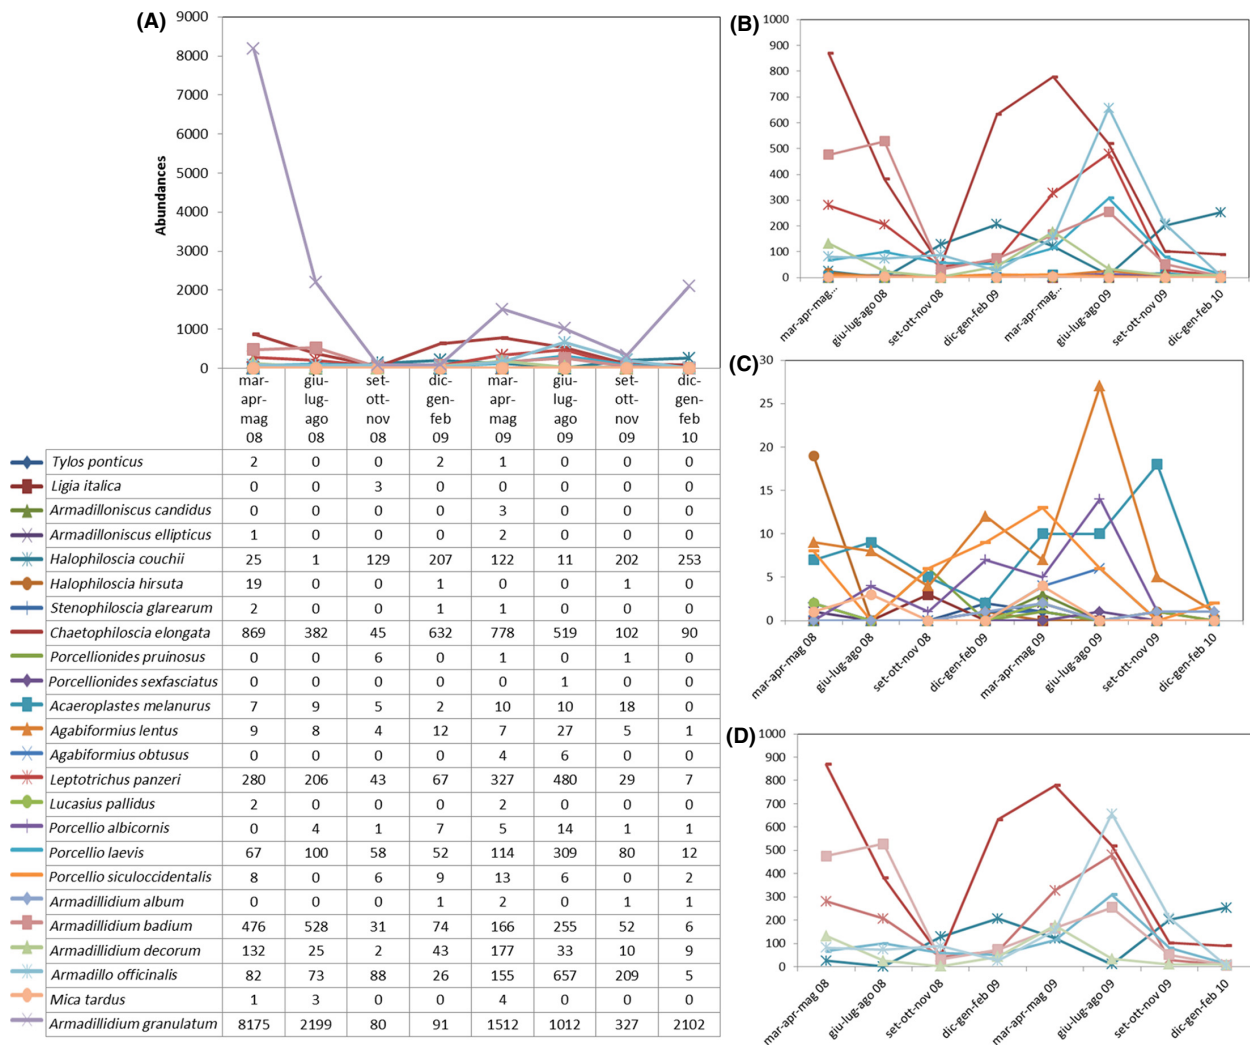 (A)
9000
8000
7000
6000
5000
4000
3000
2000
1000
0
Abundances
mar-apr-mag 08
giu-lug-ago 08
set-ott-nov 08
dic-gen-feb 09
mar-apr-mag 09
giu-lug-ago 09
set-ott-nov 09
dic-gen-feb 10
Tylos ponticus 2 0 0 2 1 0 0 0
Ligia italica 0 0 3 0 0 0 0 0
Armadilloniscus candidus 0 0 0 0 3 0 0 0
Armadilloniscus ellipticus 1 0 0 0 2 0 0 0
Halophiloscia couchii 25 1 129 207 122 11 202 253
Halophiloscia hirsuta 19 0 0 1 0 0 1 0
Stenophiloscia glarearum 2 0 0 1 1 0 0 0
Chaetophiloscia elongata 869 382 45 632 778 519 102 90
Porcellionides pruinosus 0 0 6 0 1 0 1 0
Porcellionides sexfasciatus 0 0 0 0 0 1 0 0
Acaeroplastes melanurus 7 9 5 2 10 10 18 0
Agabiformius lentus 9 8 4 12 7 27 5 1
Agabiformius obtusus 0 0 0 0 4 6 0 0
Leptotrichus panzeri 280 206 43 67 327 480 29 7
Lucasius pallidus 2 0 0 0 2 0 0 0
Porcellio albicornis 0 4 1 7 5 14 1 1
Porcellio laevis 67 100 58 52 114 309 80 12
Porcellio siculoccidentalis 8 0 6 9 13 6 0 2
Armadillidium album 0 0 0 1 2 0 1 1
Armadillidium badium 476 528 31 74 166 255 52 6
Armadillidium decorum 132 25 2 43 177 33 10 9
Armadillo officinalis 82 73 88 26 155 657 209 5
Mica tardus 1 3 0 0 4 0 0 0
Armadillidium granulatum 8175 2199 80 91 1512 1012 327 2102
(B)
1000
900
800
700
600
500
400
300
200
100
0
mar-apr-mag...
giu-lug-ago 08
set-ott-nov 08
dic-gen-feb 09
mar-apr-mag...
giu-lug-ago 09
set-ott-nov 09
dic-gen-feb 10
(C)
30
25
20
15
10
5
0
mar-apr-mag 08
giu-lug-ago 08
set-ott-nov 08
dic-gen-feb 09
mar-apr-mag 09
giu-lug-ago 09
set-ott-nov 09
dic-gen-feb 10
(D)
1000
900
800
700
600
500
400
300
200
100
0
mar-apr-mag 08
giu-lug-ago 08
set-ott-nov 08
dic-gen-feb 09
mar-apr-mag 09
giu-lug-ago 09
set-ott-nov 09
dic-gen-feb 10